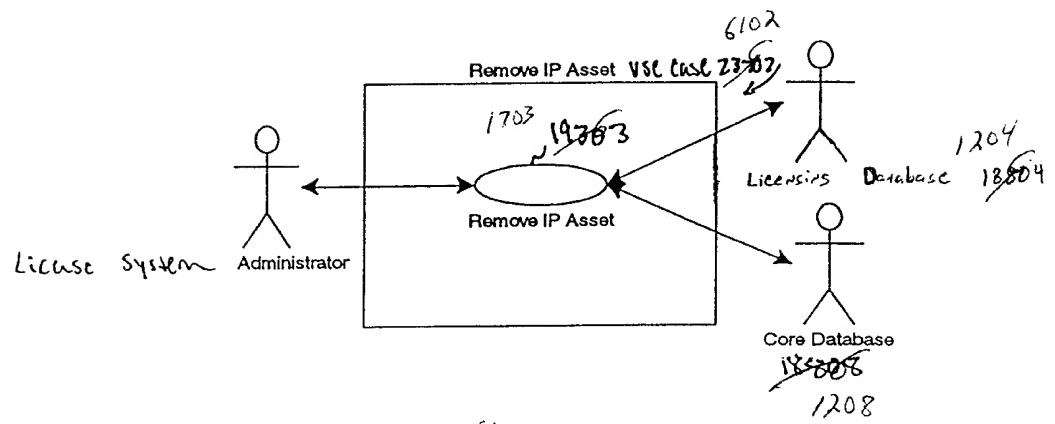 6102
Remove IP Asset use case
1703
1204
Licensing Database
Remove IP Asset
License System Administrator
Core Database
1208